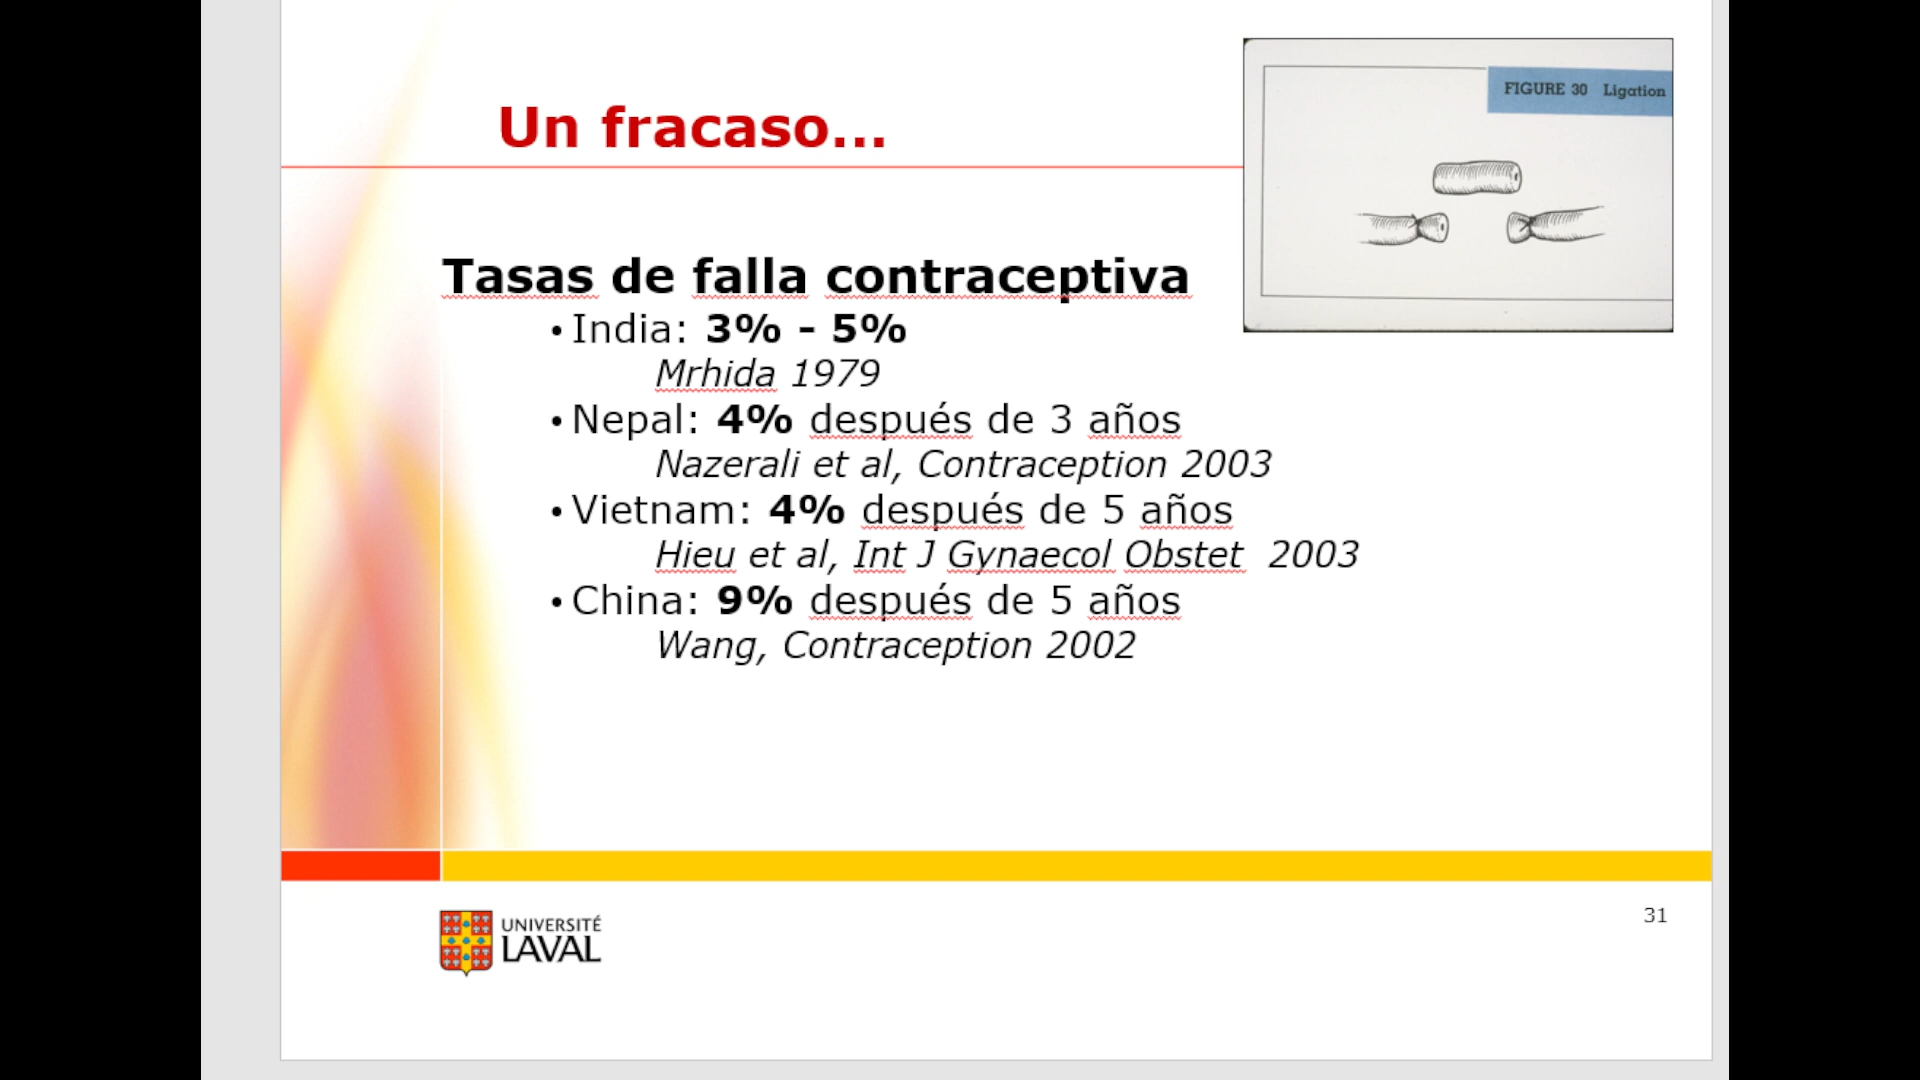 Un fracaso...
FIGURE 30 Ligation
Tasas de falla contraceptiva
• India: 3% - 5%
Mrhida 1979
• Nepal: 4% después de 3 años
Nazerali et al, Contraception 2003
• Vietnam: 4% después de 5 años
Hieu et al, Int J Gynaecol Obstet 2003
• China: 9% después de 5 años
Wang, Contraception 2002
UNIVERSITÉ
LAVAL
31